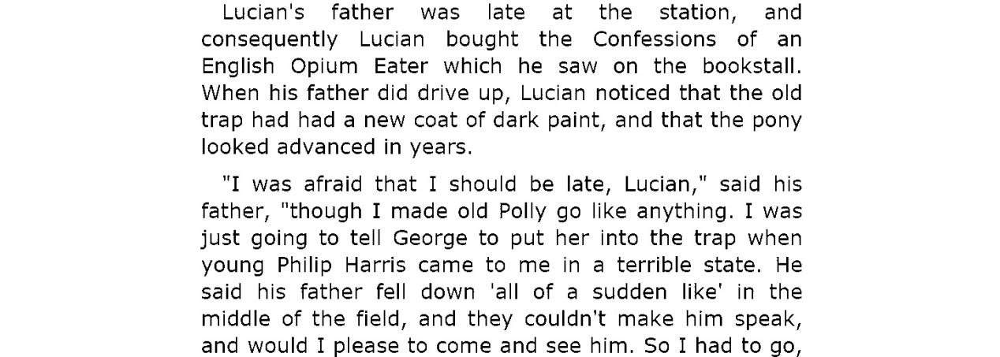 Lucian's father was late at the station, and
consequently Lucian bought the Confessions of an
English Opium Eater which he saw on the bookstall.
When his father did drive up, Lucian noticed that the old
trap had had a new coat of dark paint, and that the pony
looked advanced in years.
"I was afraid that I should be late, Lucian," said his
father, "though I made old Polly go like anything. I was
just going to tell George to put her into the trap when
young Philip Harris came to me in a terrible state. He
said his father fell down 'all of a sudden like' in the
middle of the field, and they couldn't make him speak,
and would I please to come and see him. So I had to go,